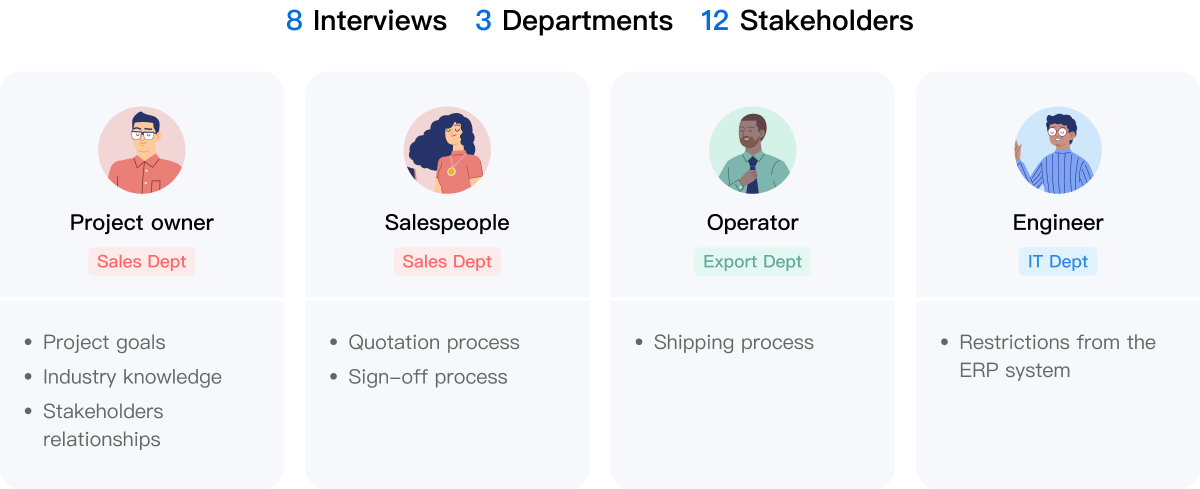 8 Interviews 3 Departments 12 Stakeholders
Project owner
Sales Dept
• Project goals
• Industry knowledge
• Stakeholders
relationships
Salespeople
Sales Dept
• Quotation process
• Sign–off process
Operator
Export Dept
• Shipping process
Engineer
IT Dept
• Restrictions from the
ERP system